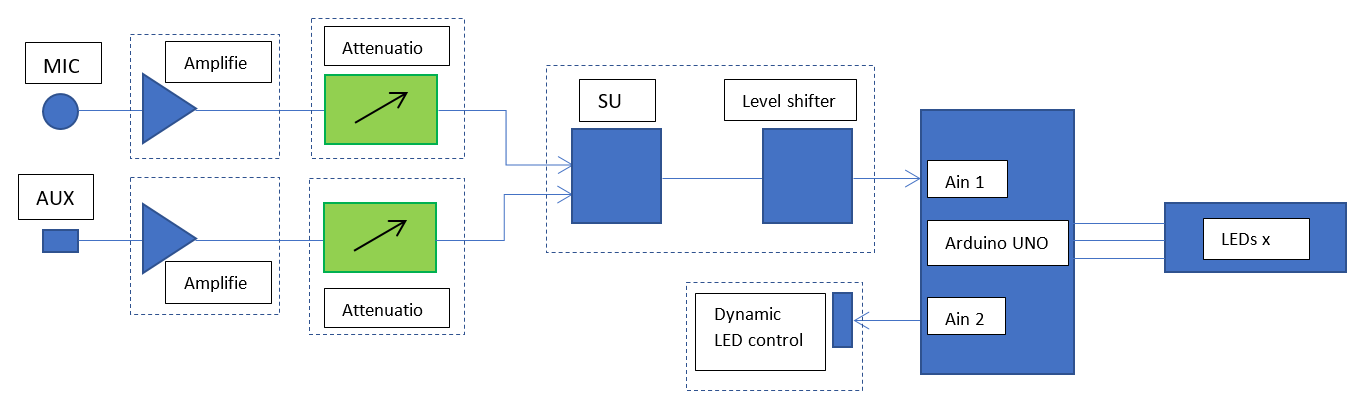 MIC
Amplifie
Attenuatio
SU
Level shifter
AUX
Amplifie
Attenuatio
Ain 1
Arduino UNO
LEDs x
Ain 2
Dynamic
LED control